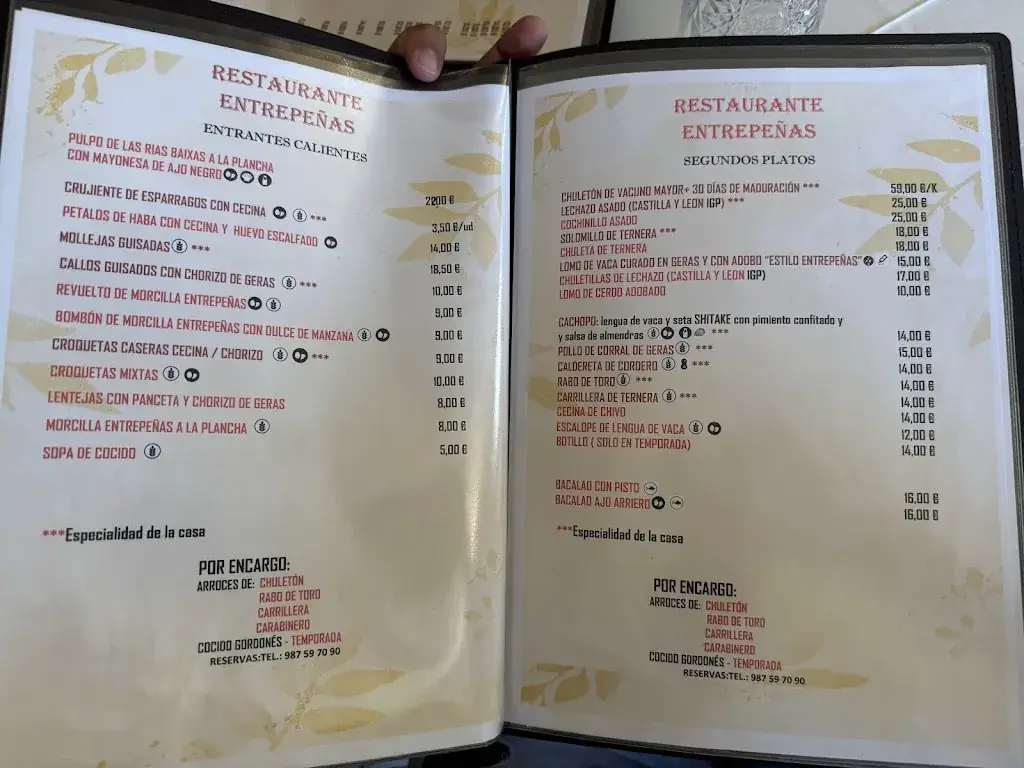 RESTAURANTE
ENTREPEÑAS
ENTRANTES CALIENTES
PULPO DE LAS RIAS BAIXAS A LA PLANCHA
CON MAYONESA DE AJO NEGRO 22,00 €
CRUJIENTE DE ESPARRAGOS CON CECINA *** 3,50 €/ud
PETALOS DE HABA CON CECINA Y HUEVO ESCALFADO 14,00 €
MOLLEJAS GUISADAS *** 18,50 €
CALLOS GUISADOS CON CHORIZO DE GERAS *** 10,00 €
REVUELTO DE MORCILLA ENTREPEÑAS 9,00 €
BOMBÓN DE MORCILLA ENTREPEÑAS CON DULCE DE MANZANA 9,00 €
CROQUETAS CASERAS CECINA / CHORIZO *** 9,00 €
CROQUETAS MIXTAS 10,00 €
LENTEJAS CON PANCETA Y CHORIZO DE GERAS 8,00 €
MORCILLA ENTREPEÑAS A LA PLANCHA 8,00 €
SOPA DE COCIDO 5,00 €
***Especialidad de la casa
POR ENCARGO:
ARROCES DE: CHULETÓN
RABO DE TORO
CARRILLERA
CARABINERO
COCIDO GORDONÉS - TEMPORADA
RESERVAS:TEL.: 987 59 70 90
RESTAURANTE
ENTREPEÑAS
SEGUNDOS PLATOS
CHULETÓN DE VACUNO MAYOR+ 30 DÍAS DE MADURACIÓN *** 59,00 €/K
LECHAZO ASADO (CASTILLA Y LEON IGP) *** 25,00 €
COCHINILLO ASADO 25,00 €
SOLOMILLO DE TERNERA *** 18,00 €
CHULETA DE TERNERA 18,00 €
LOMO DE VACA CURADO EN GERAS Y CON ADOBO "ESTILO ENTREPEÑAS" 15,00 €
CHULETILLAS DE LECHAZO (CASTILLA Y LEON IGP) 17,00 €
LOMO DE CERDO ADOBADO 10,00 €
CACHOPO: lengua de vaca y seta SHITAKE con pimiento confitado y
y salsa de almendras *** 14,00 €
POLLO DE CORRAL DE GERAS *** 15,00 €
CALDERETA DE CORDERO *** 14,00 €
RABO DE TORO *** 14,00 €
CARRILLERA DE TERNERA *** 14,00 €
CECINA DE CHIVO 14,00 €
ESCALOPE DE LENGUA DE VACA 12,00 €
BOTILLO ( SOLO EN TEMPORADA) 14,00 €
BACALAO CON PISTO 16,00 €
BACALAO AJO ARRIERO 16,00 €
***Especialidad de la casa
POR ENCARGO:
ARROCES DE: CHULETÓN
RABO DE TORO
CARRILLERA
CARABINERO
COCIDO GORDONÉS - TEMPORADA
RESERVAS:TEL.: 987 59 70 90